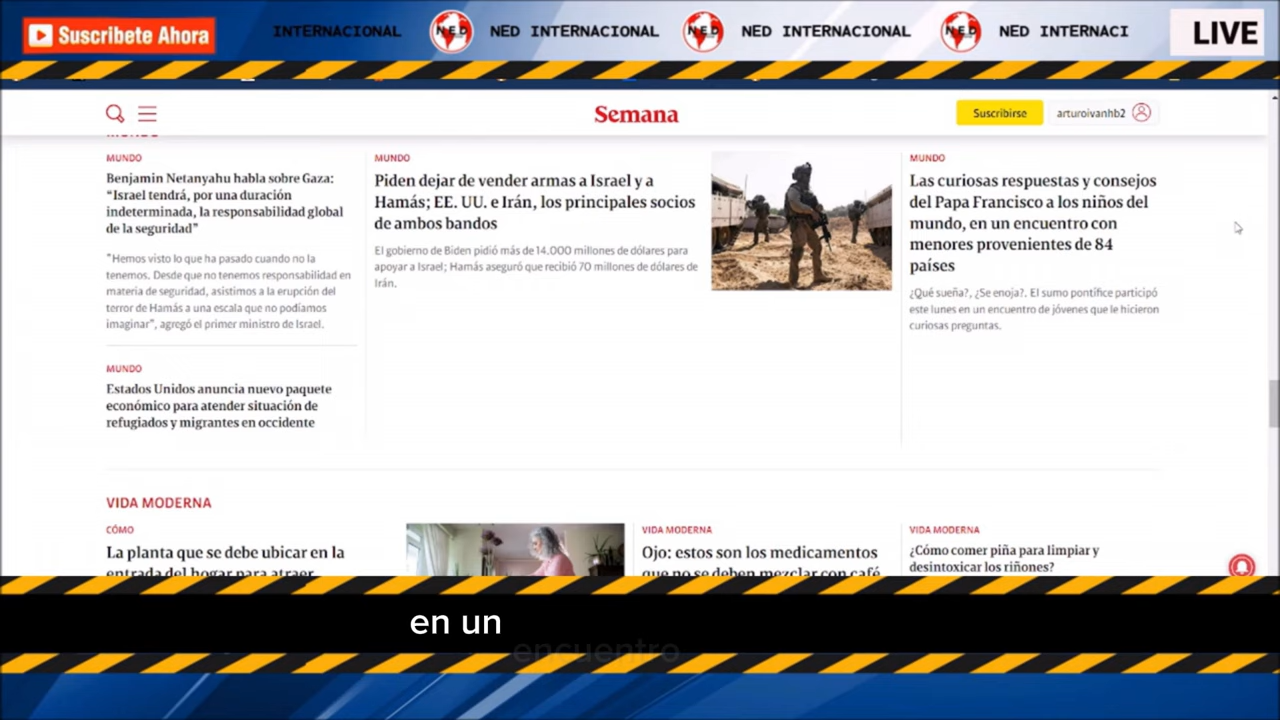 Suscribete Ahora
INTERNACIONAL NED NED INTERNACIONAL NED NED INTERNACIONAL NED NED INTERNACI
LIVE
Semana
Suscribirse
arturoivanhb2
MUNDO
MUNDO
Benjamin Netanyahu habla sobre Gaza:
“Israel tendrá, por una duración
indeterminada, la responsabilidad global
de la seguridad”
"Hemos visto lo que ha pasado cuando no la
tenemos. Desde que no tenemos responsabilidad en
materia de seguridad, asistimos a la erupción del
terror de Hamás a una escala que no podíamos
imaginar”, agregó el primer ministro de Israel.
MUNDO
Estados Unidos anuncia nuevo paquete
económico para atender situación de
refugiados y migrantes en occidente
MUNDO
Piden dejar de vender armas a Israel y a
Hamás; EE. UU. e Irán, los principales socios
de ambos bandos
El gobierno de Biden pidió más de 14.000 millones de dólares para
apoyar a Israel; Hamás aseguró que recibió 70 millones de dólares de
Irán.
MUNDO
Las curiosas respuestas y consejos
del Papa Francisco a los niños del
mundo, en un encuentro con
menores provenientes de 84
países
¿Qué sueña?, ¿Se enoja?. El sumo pontífice participó
este lunes en un encuentro de jóvenes que le hicieron
curiosas preguntas.
VIDA MODERNA
CÓMO
La planta que se debe ubicar en la
entrada del hogar para atraer
VIDA MODERNA
Ojo: estos son los medicamentos
que no se deben mezclar con café
VIDA MODERNA
¿Cómo comer piña para limpiar y
desintoxicar los riñones?
en un
encuentro